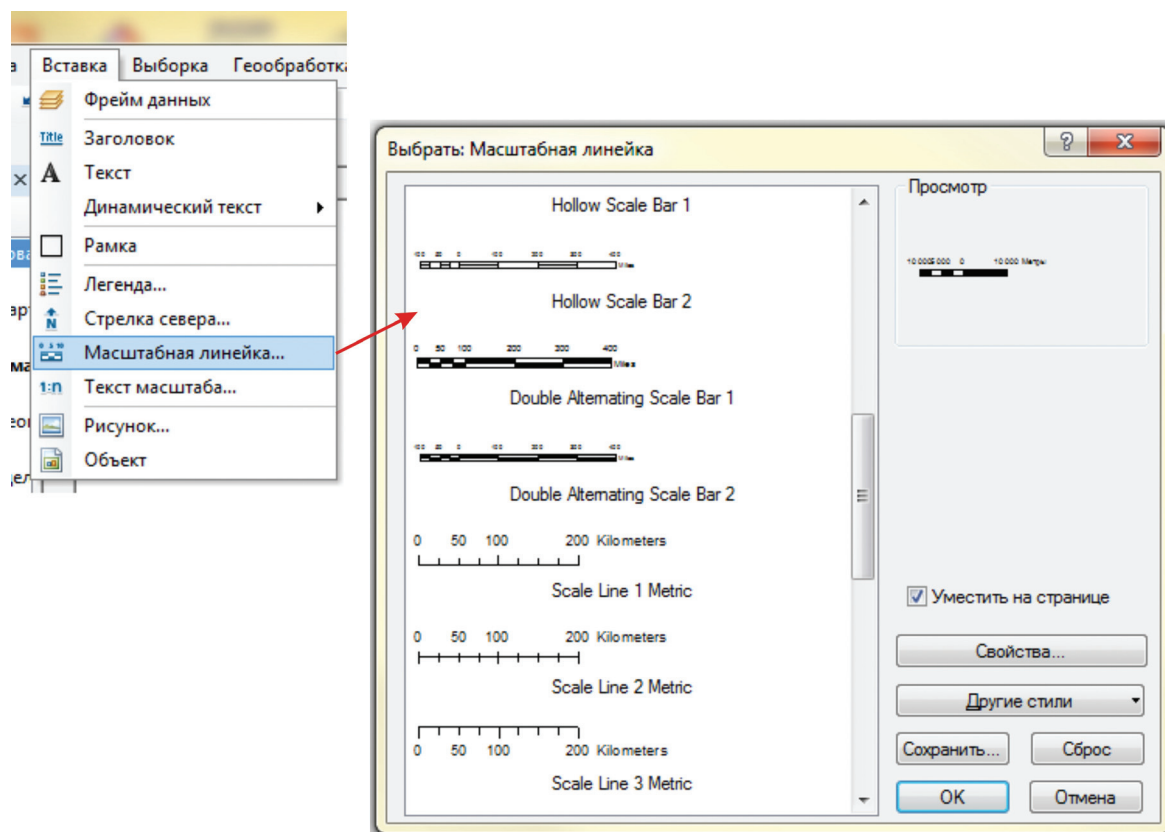 Вставка Выборка Геообработка
Фрейм данных
Title Заголовок
A Текст
Динамический текст
Рамка
Легенда...
N Стрелка севера...
Масштабная линейка...
1:n Текст масштаба...
Рисунок...
Объект
Выбрать: Масштабная линейка
Hollow Scale Bar 1
Hollow Scale Bar 2
0 50 100 200 300 400
Miles
Double Alternating Scale Bar 1
Double Alternating Scale Bar 2
0 50 100 200 Kilometers
Scale Line 1 Metric
0 50 100 200 Kilometers
Scale Line 2 Metric
0 50 100 200 Kilometers
Scale Line 3 Metric
Просмотр
0 10 000 Метры
Уместить на странице
Свойства...
Другие стили
Сохранить... Сброс
OK Отмена